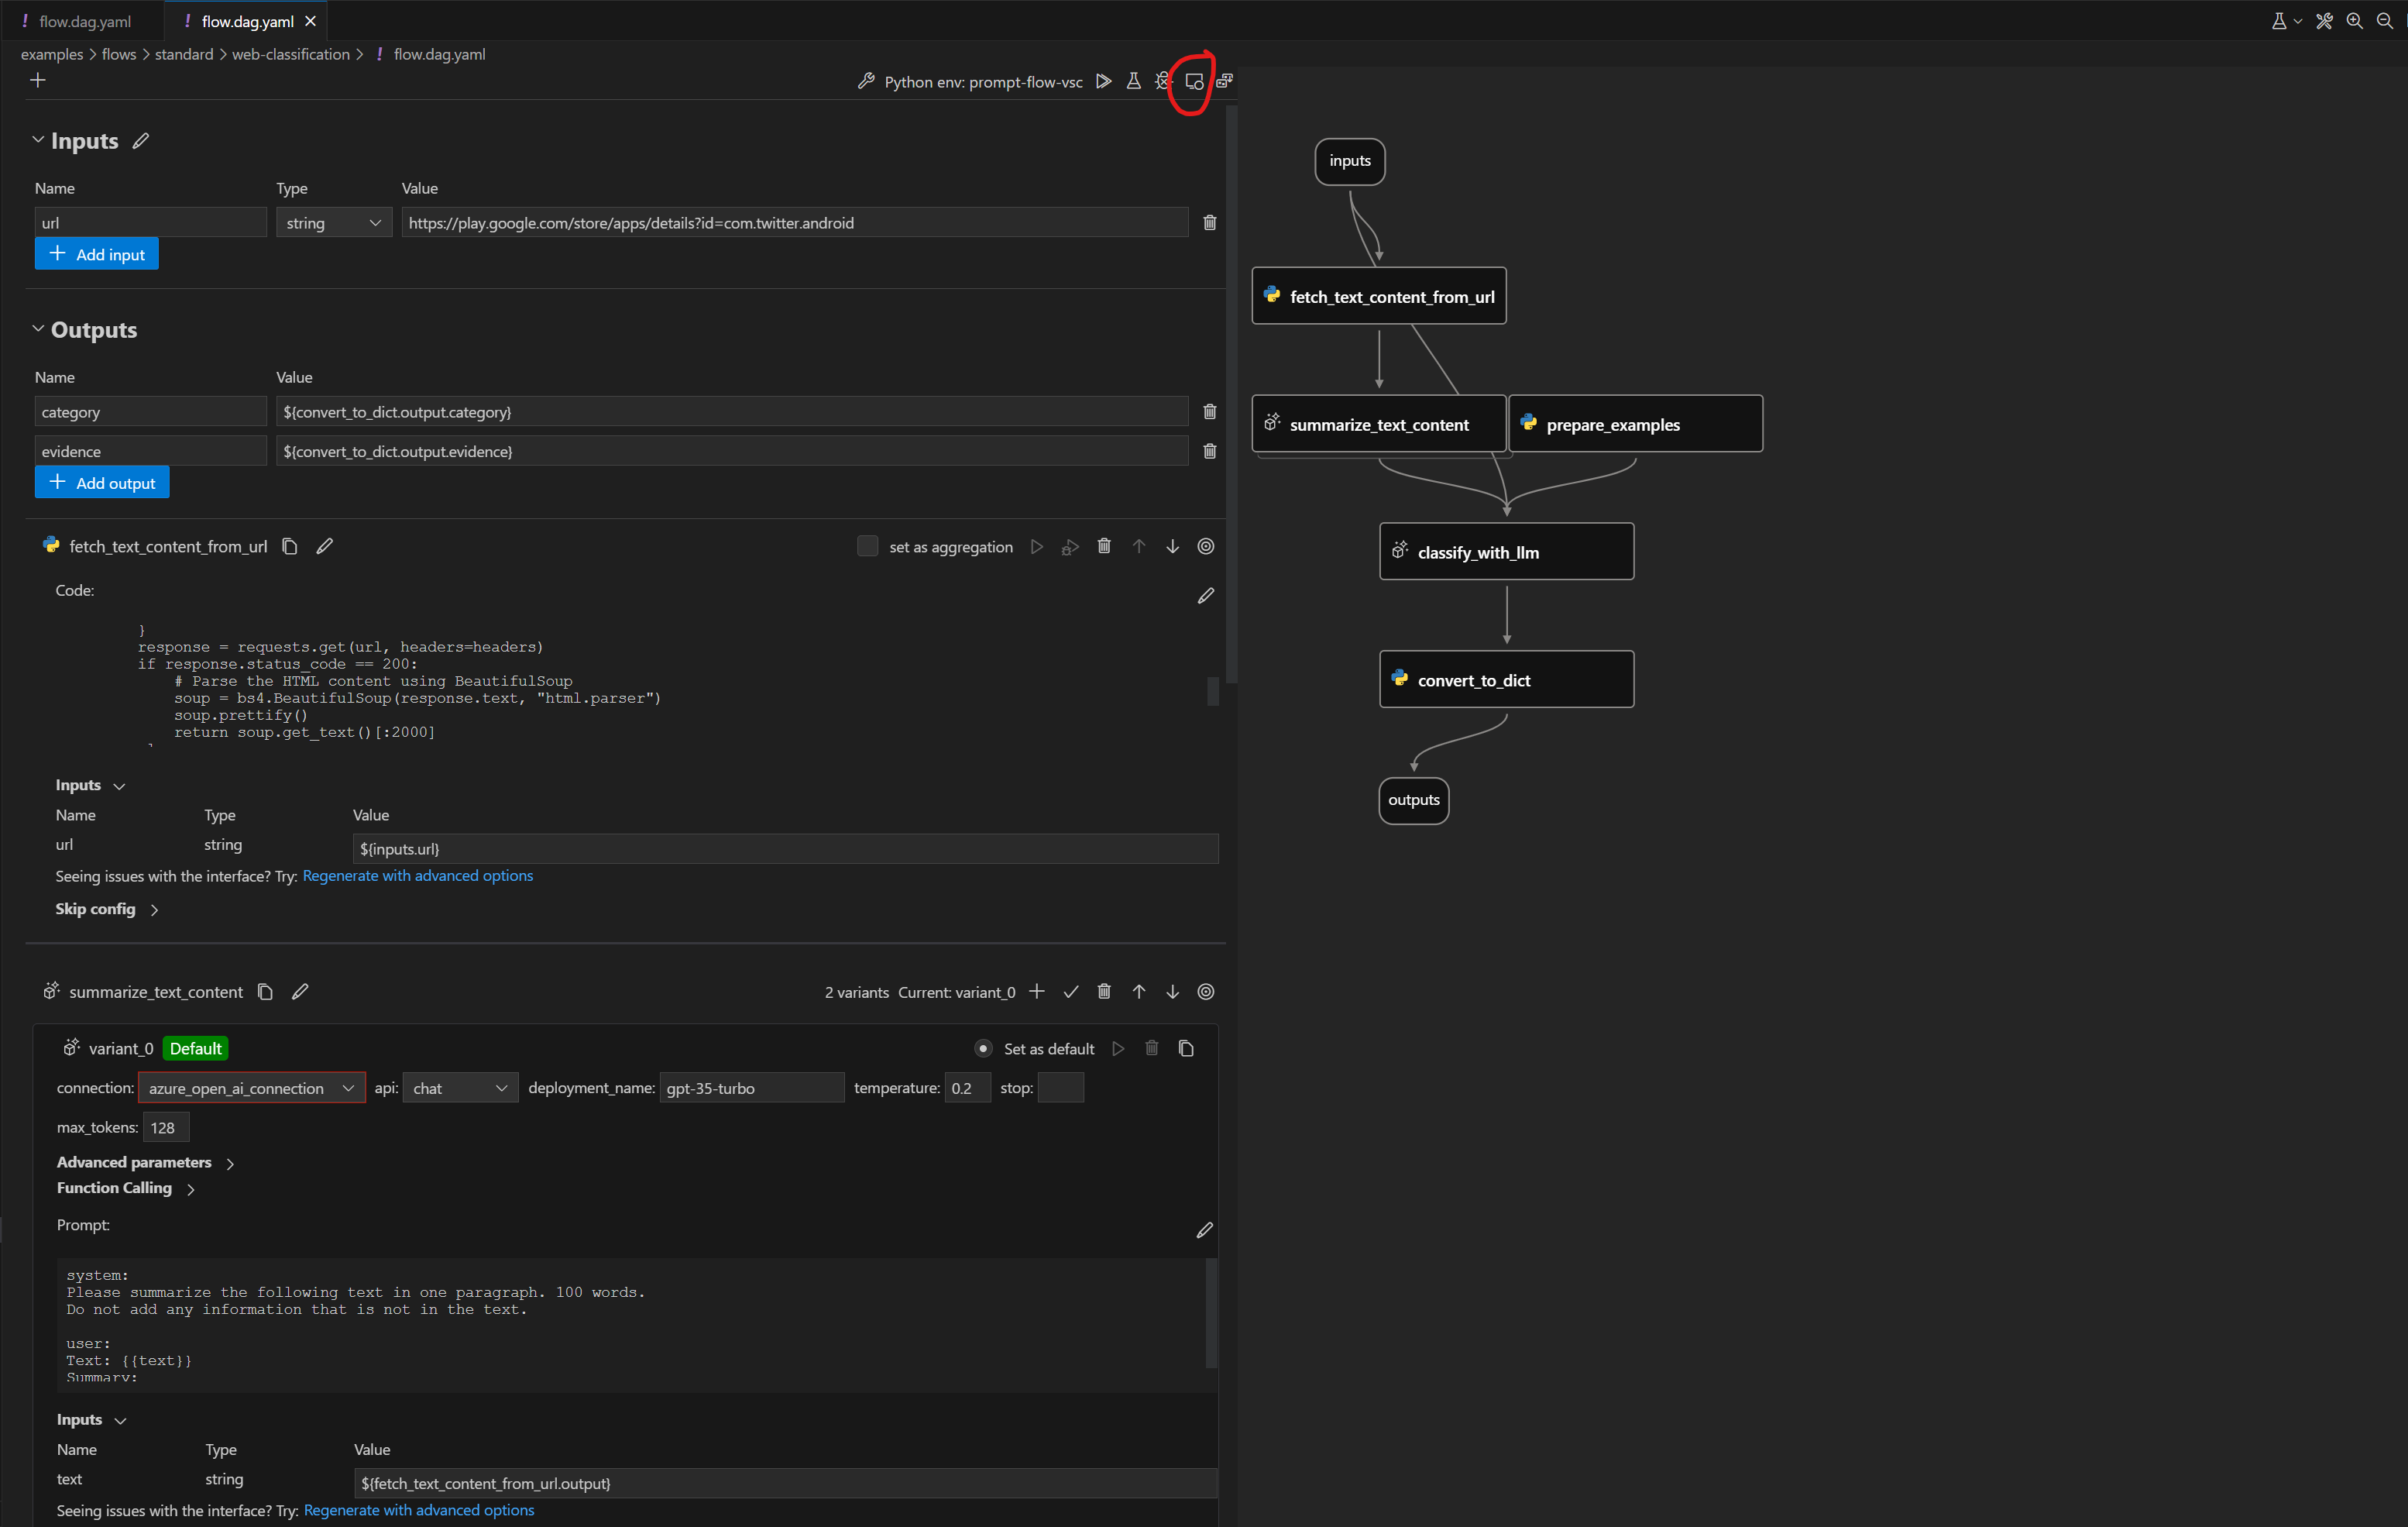 ! flow.dag.yaml
! flow.dag.yaml
examples > flows > standard > web-classification > ! flow.dag.yaml
Python env: prompt-flow-vsc
Inputs
Name Type Value
url string https://play.google.com/store/apps/details?id=com.twitter.android
+ Add input
Outputs
Name Value
category ${convert_to_dict.output.category}
evidence ${convert_to_dict.output.evidence}
+ Add output
fetch_text_content_from_url set as aggregation
Code:
}
response = requests.get(url, headers=headers)
if response.status_code == 200:
# Parse the HTML content using BeautifulSoup
soup = bs4.BeautifulSoup(response.text, "html.parser")
soup.prettify()
return soup.get_text()[:2000]
Inputs
Name Type Value
url string ${inputs.url}
Seeing issues with the interface? Try: Regenerate with advanced options
Skip config
summarize_text_content 2 variants Current: variant_0
variant_0 Default Set as default
connection: azure_open_ai_connection api: chat deployment_name: gpt-35-turbo temperature: 0.2 stop:
max_tokens: 128
Advanced parameters
Function Calling
Prompt:
system:
Please summarize the following text in one paragraph. 100 words.
Do not add any information that is not in the text.
user:
Text: {{text}}
Summary:
Inputs
Name Type Value
text string ${fetch_text_content_from_url.output}
Seeing issues with the interface? Try: Regenerate with advanced options
inputs
fetch_text_content_from_url
summarize_text_content
prepare_examples
classify_with_llm
convert_to_dict
outputs